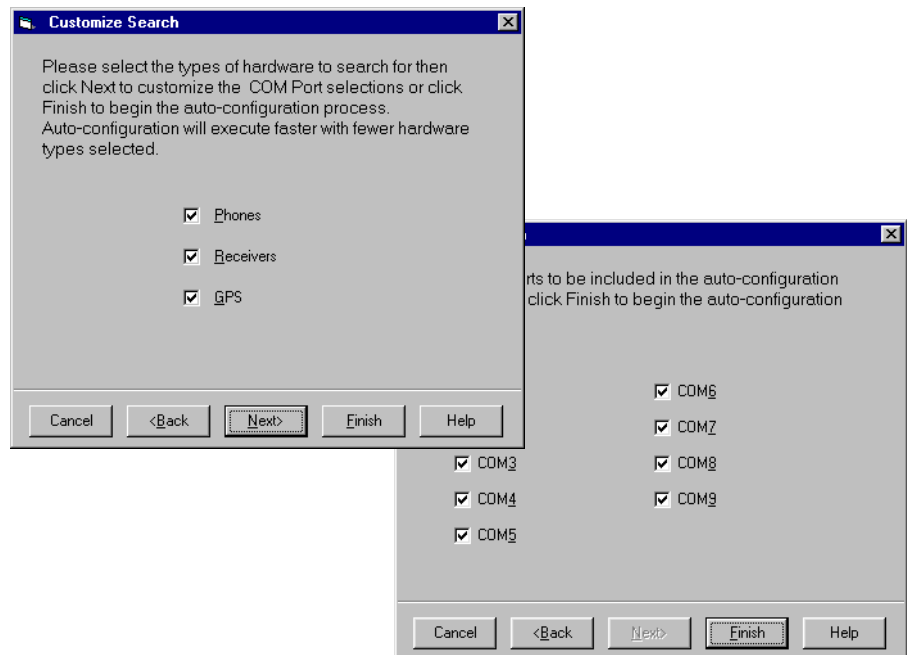 Customize Search
Please select the types of hardware to search for then
click Next to customize the COM Port selections or click
Finish to begin the auto-configuration process.
Auto-configuration will execute faster with fewer hardware
types selected.
Phones
Receivers
GPS
Cancel
<Back
Next>
Finish
Help
rts to be included in the auto-configuration
click Finish to begin the auto-configuration
COM3
COM4
COM5
COM6
COM7
COM8
COM9
Cancel
<Back
Next>
Finish
Help